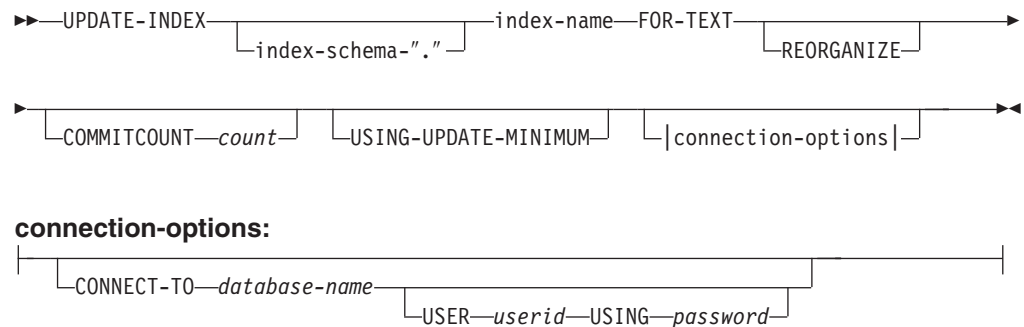 UPDATE-INDEX index-name FOR-TEXT
index-schema-"." REORGANIZE
COMMITCOUNT count USING-UPDATE-MINIMUM connection-options
connection-options:
CONNECT-TO database-name
USER userid USING password